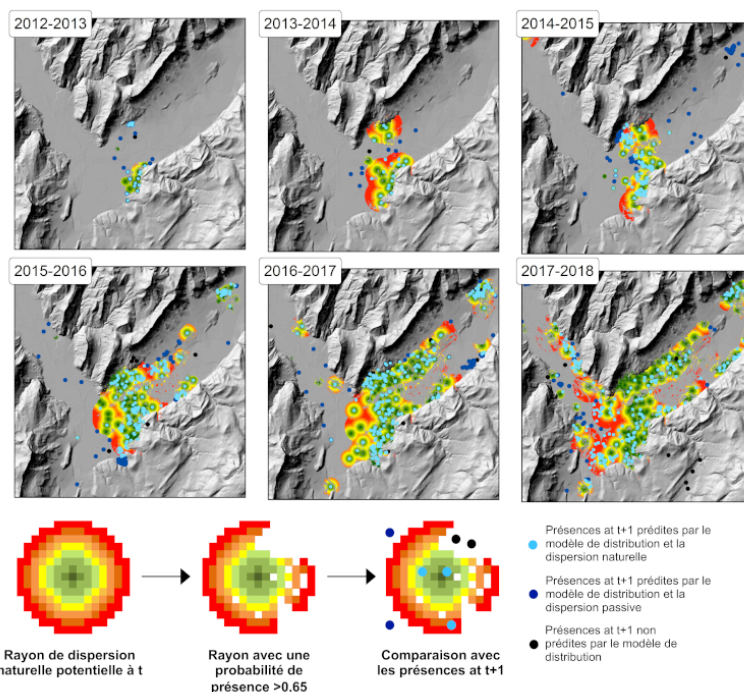 2012-2013
2013-2014
2014-2015
2015-2016
2016-2017
2017-2018
Rayon de dispersion
naturelle potentielle à t
Rayon avec une
probabilité de
présence >0.65
Comparaison avec
les présences at t+1
Présences at t+1 prédites par le
modèle de distribution et la
dispersion naturelle
Présences at t+1 prédites par le
modèle de distribution et la
dispersion passive
Présences at t+1 non
prédites par le modèle de
distribution